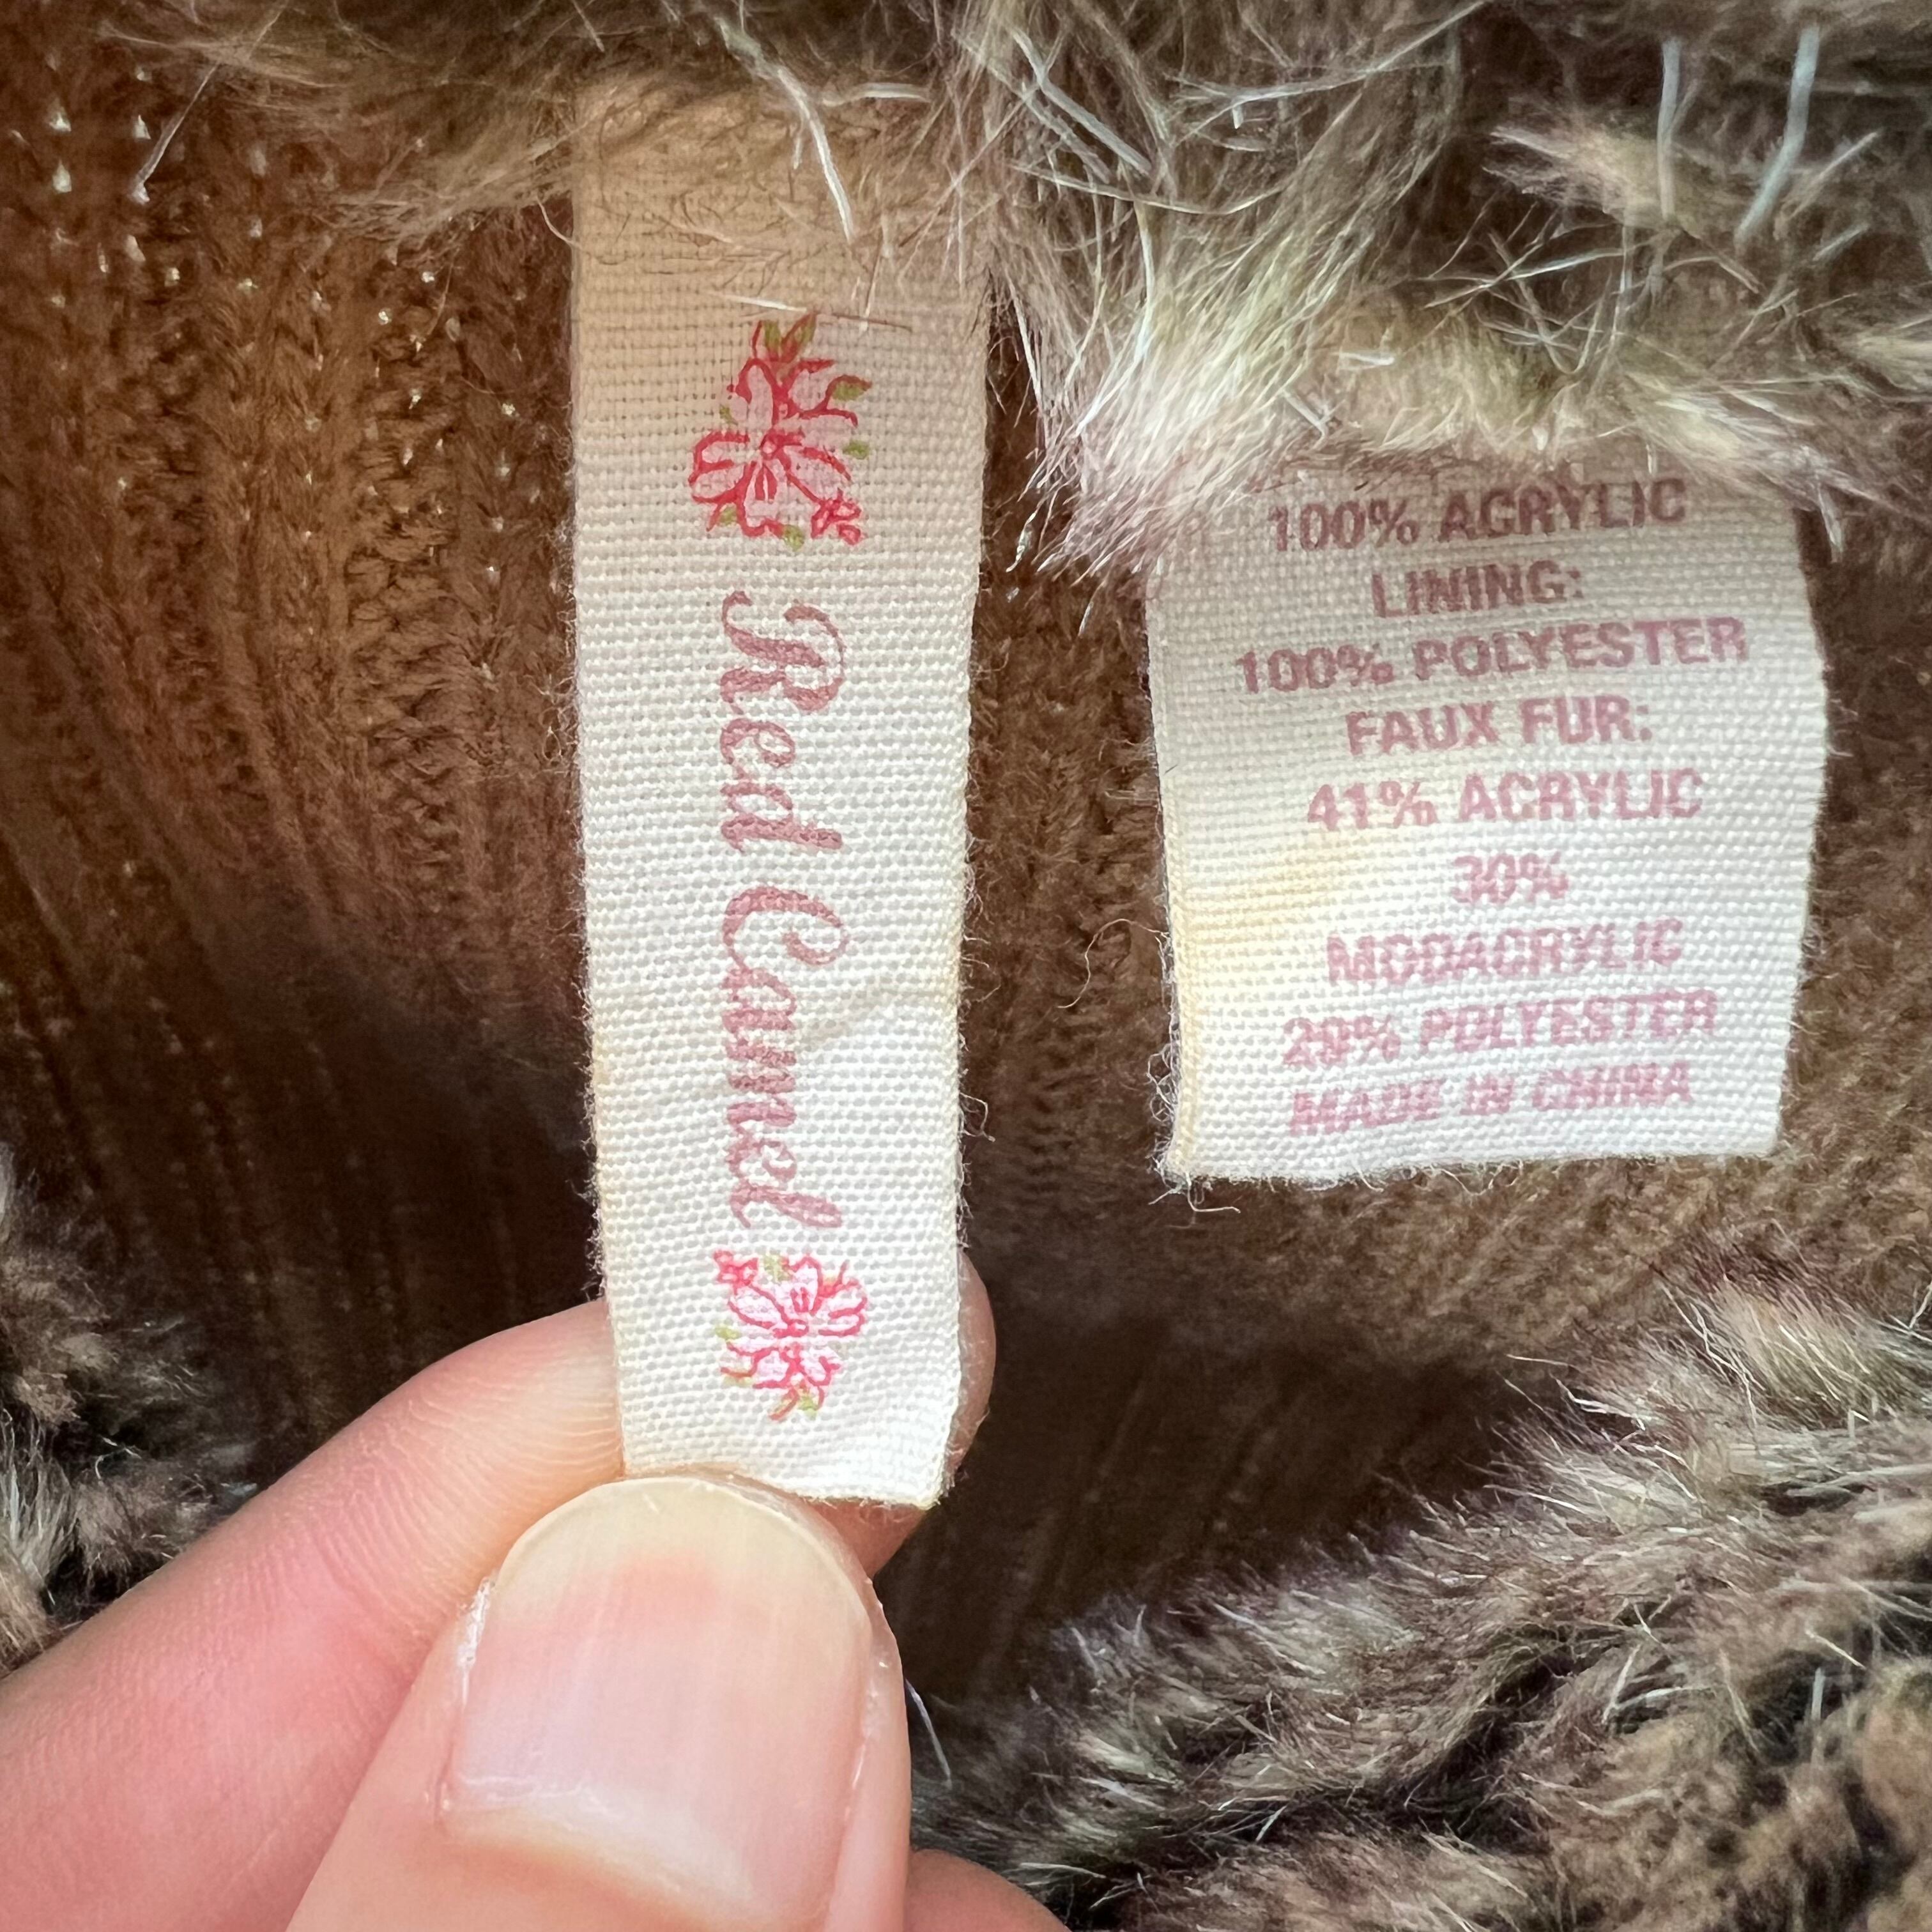 Red Camel
100% ACRYLIC
LINING:
100% POLYESTER
FAUX FUR:
41% ACRYLIC
30%
MODACRYLIC
29% POLYESTER
MADE IN CHINA